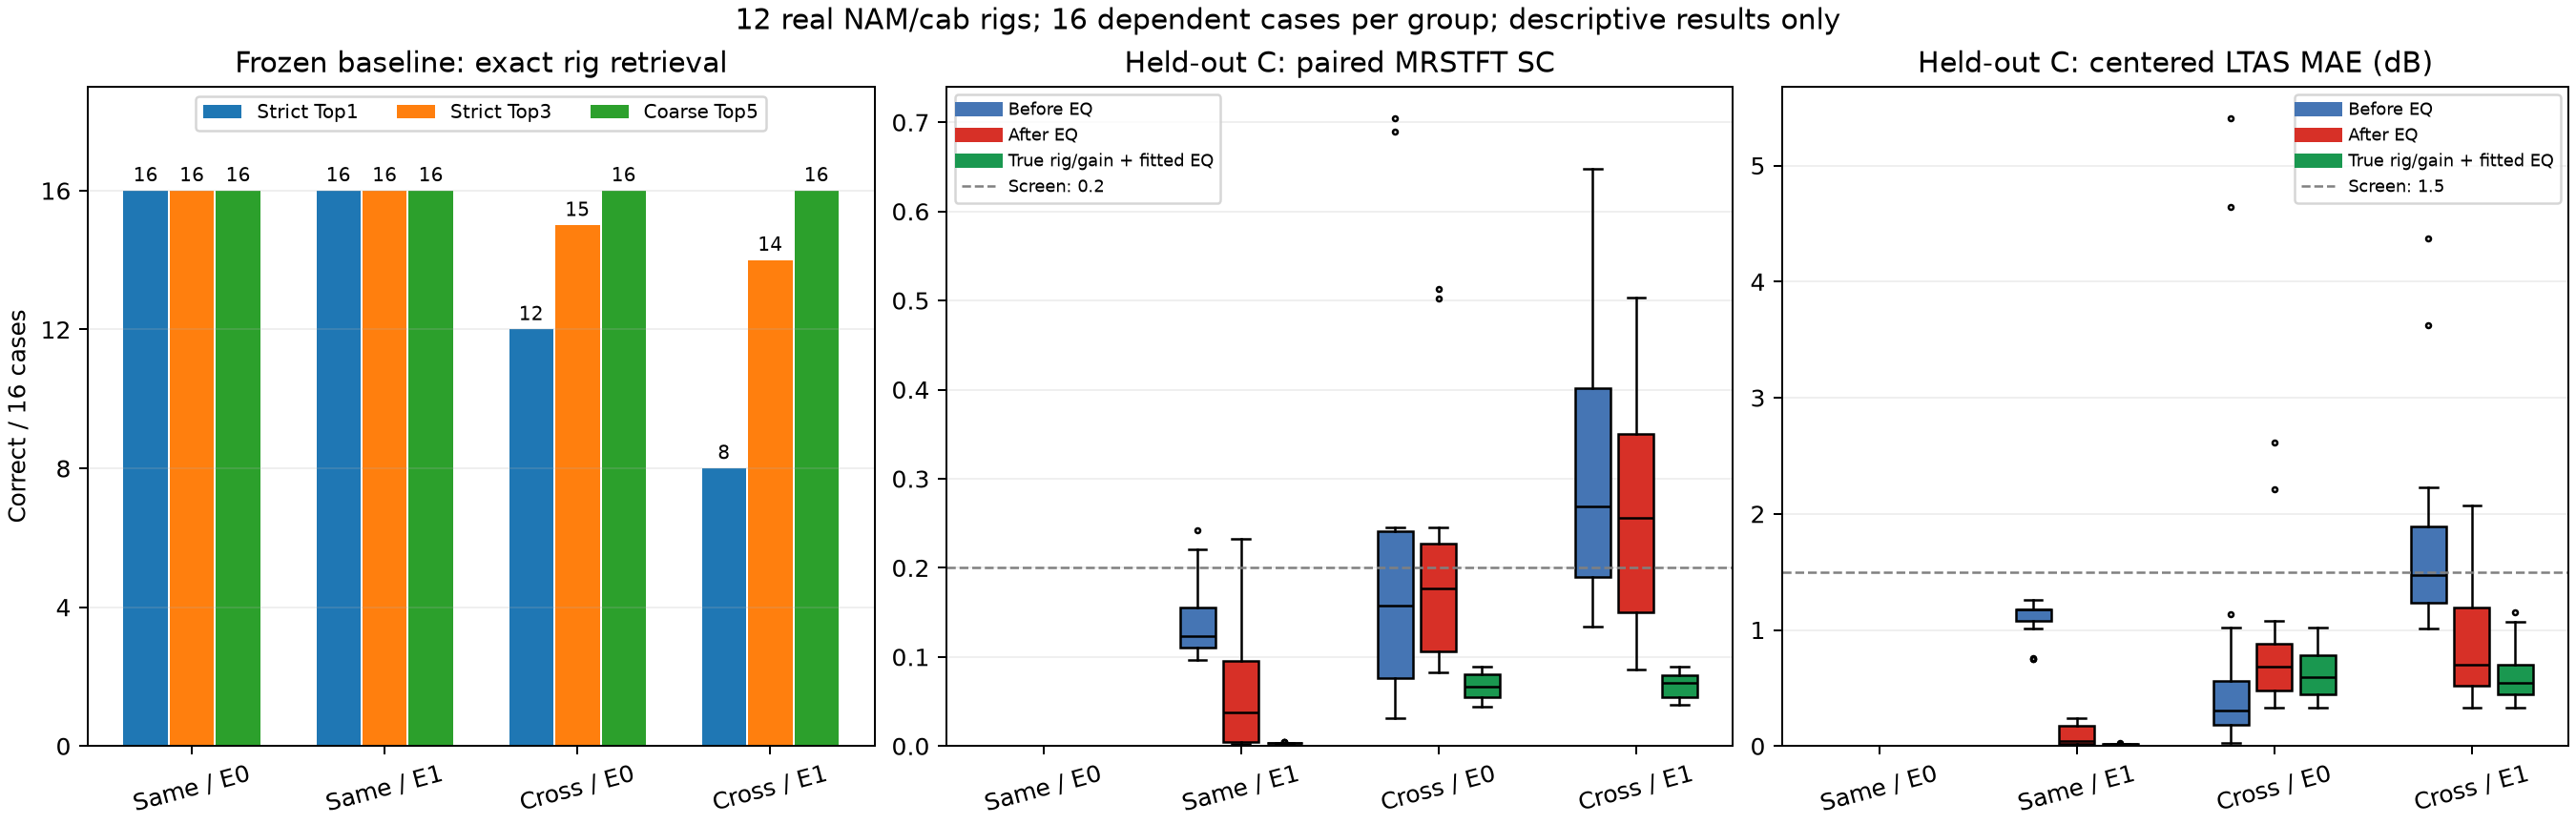 12 real NAM/cab rigs; 16 dependent cases per group; descriptive results only
Frozen baseline: exact rig retrieval
Strict Top1
Strict Top3
Coarse Top5
Correct / 16 cases
16
12
8
4
0
16 16 16
16 16 16
12 15 16
8 14 16
Same / E0
Same / E1
Cross / E0
Cross / E1
Held-out C: paired MRSTFT SC
Before EQ
After EQ
True rig/gain + fitted EQ
Screen: 0.2
0.7
0.6
0.5
0.4
0.3
0.2
0.1
0.0
Same / E0
Same / E1
Cross / E0
Cross / E1
Held-out C: centered LTAS MAE (dB)
Before EQ
After EQ
True rig/gain + fitted EQ
Screen: 1.5
5
4
3
2
1
0
Same / E0
Same / E1
Cross / E0
Cross / E1